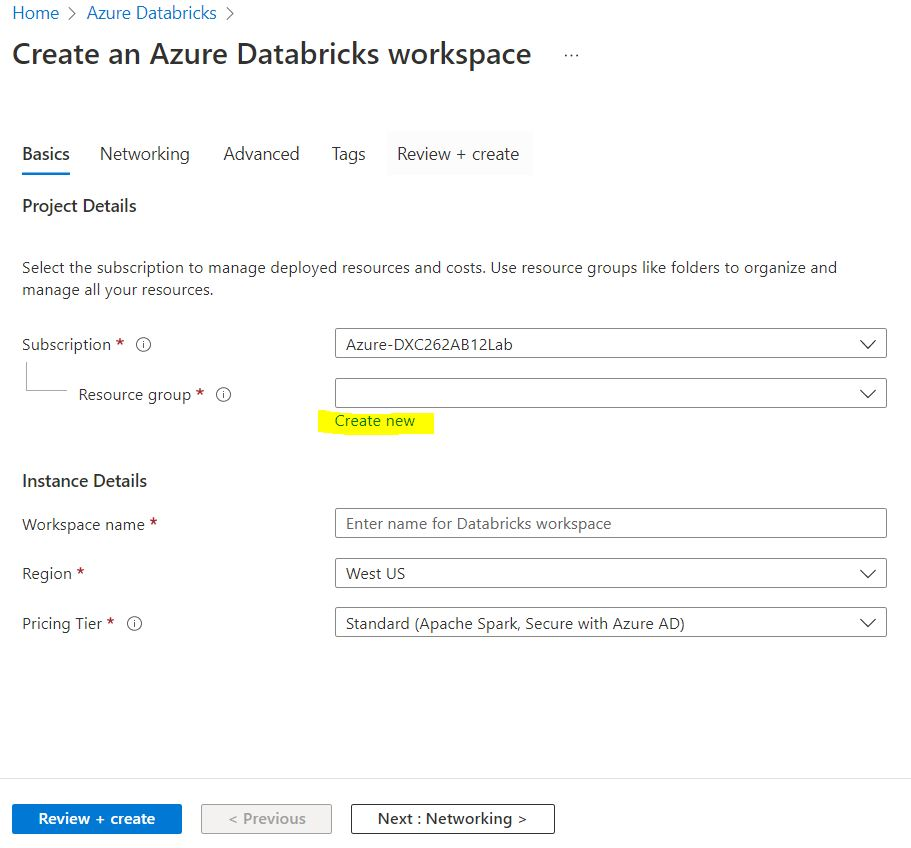 Home > Azure Databricks >
Create an Azure Databricks workspace ...
Basics Networking Advanced Tags Review + create
Project Details
Select the subscription to manage deployed resources and costs. Use resource groups like folders to organize and
manage all your resources.
Subscription * Azure-DXC262AB12Lab
Resource group *
Create new
Instance Details
Workspace name * Enter name for Databricks workspace
Region * West US
Pricing Tier * Standard (Apache Spark, Secure with Azure AD)
Review + create < Previous Next : Networking >